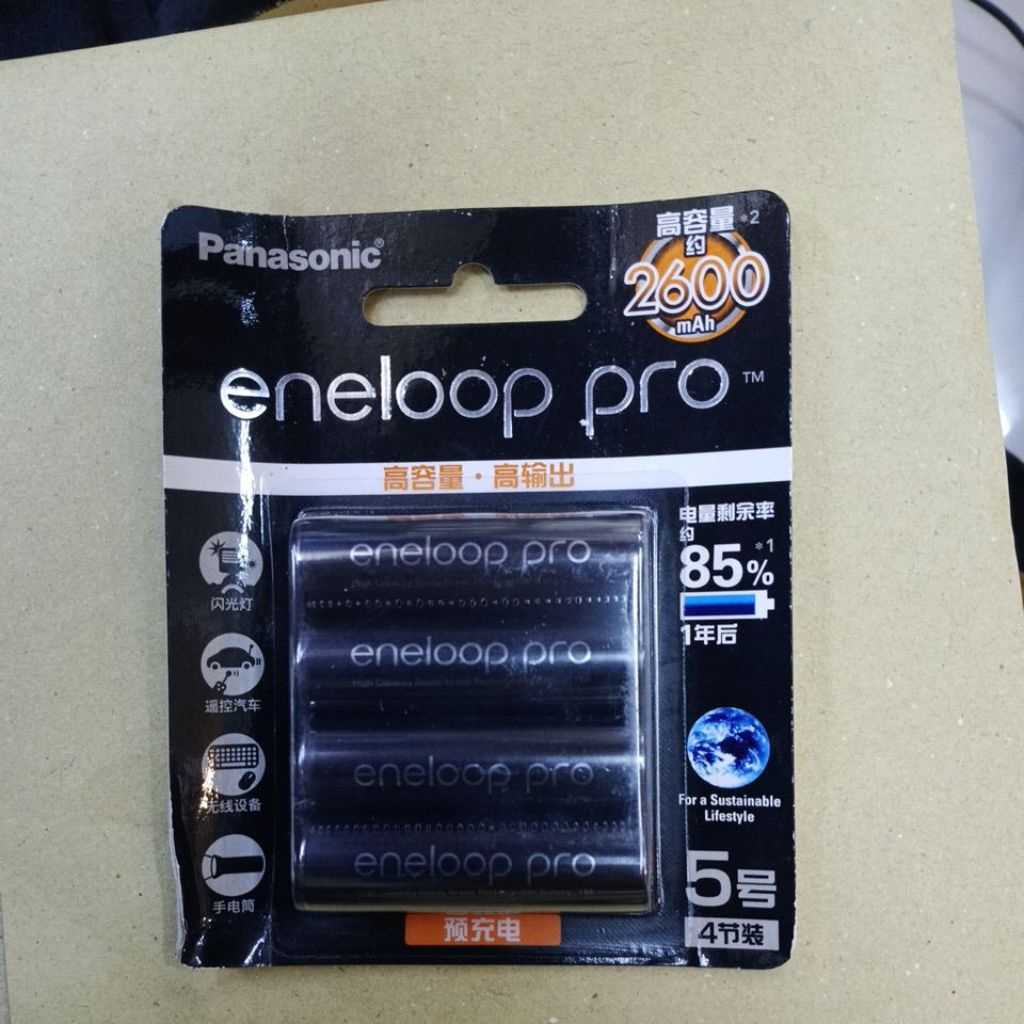 Panasonic®
高容量*2
约
2600
mAh
eneloop pro™
高容量·高输出
电量剩余率
约
85%*1
1年后
闪光灯
遥控汽车
无线设备
手电筒
eneloop pro
eneloop pro
eneloop pro
eneloop pro
For a Sustainable
Lifestyle
5号
4节装
预充电